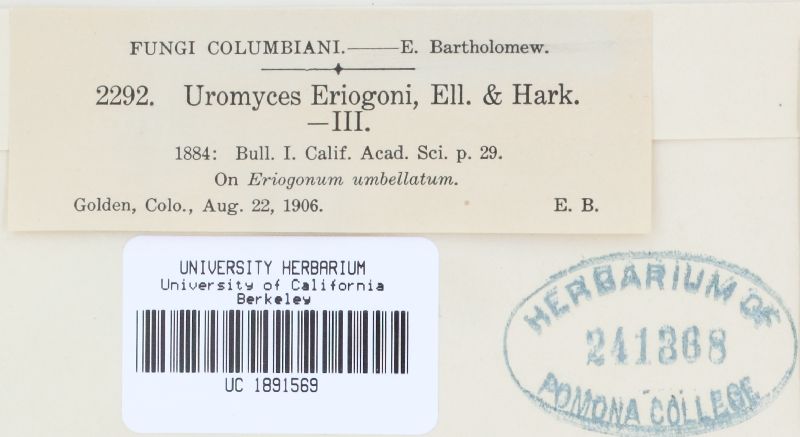 FUNGI COLUMBIANI.——E. Bartholomew.
2292. Uromyces Eriogoni, Ell. & Hark.
—III.
1884: Bull. I. Calif. Acad. Sci. p. 29.
On Eriogonum umbellatum.
Golden, Colo., Aug. 22, 1906. E. B.
UNIVERSITY HERBARIUM
University of California
Berkeley
UC 1891569
HERBARIUM OF
241368
POMONA COLLEGE